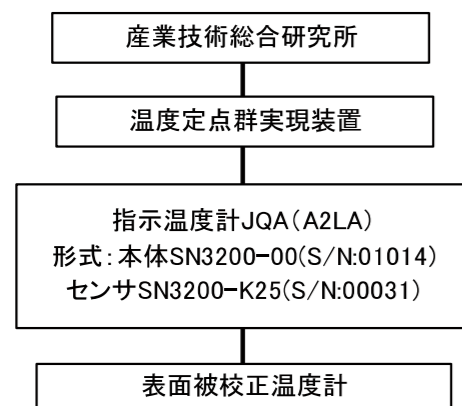 産業技術総合研究所
温度定点群実現装置
指示温度計JQA(A2LA)
形式:本体SN3200-00(S/N:01014)
センサSN3200-K25(S/N:00031)
表面被校正温度計